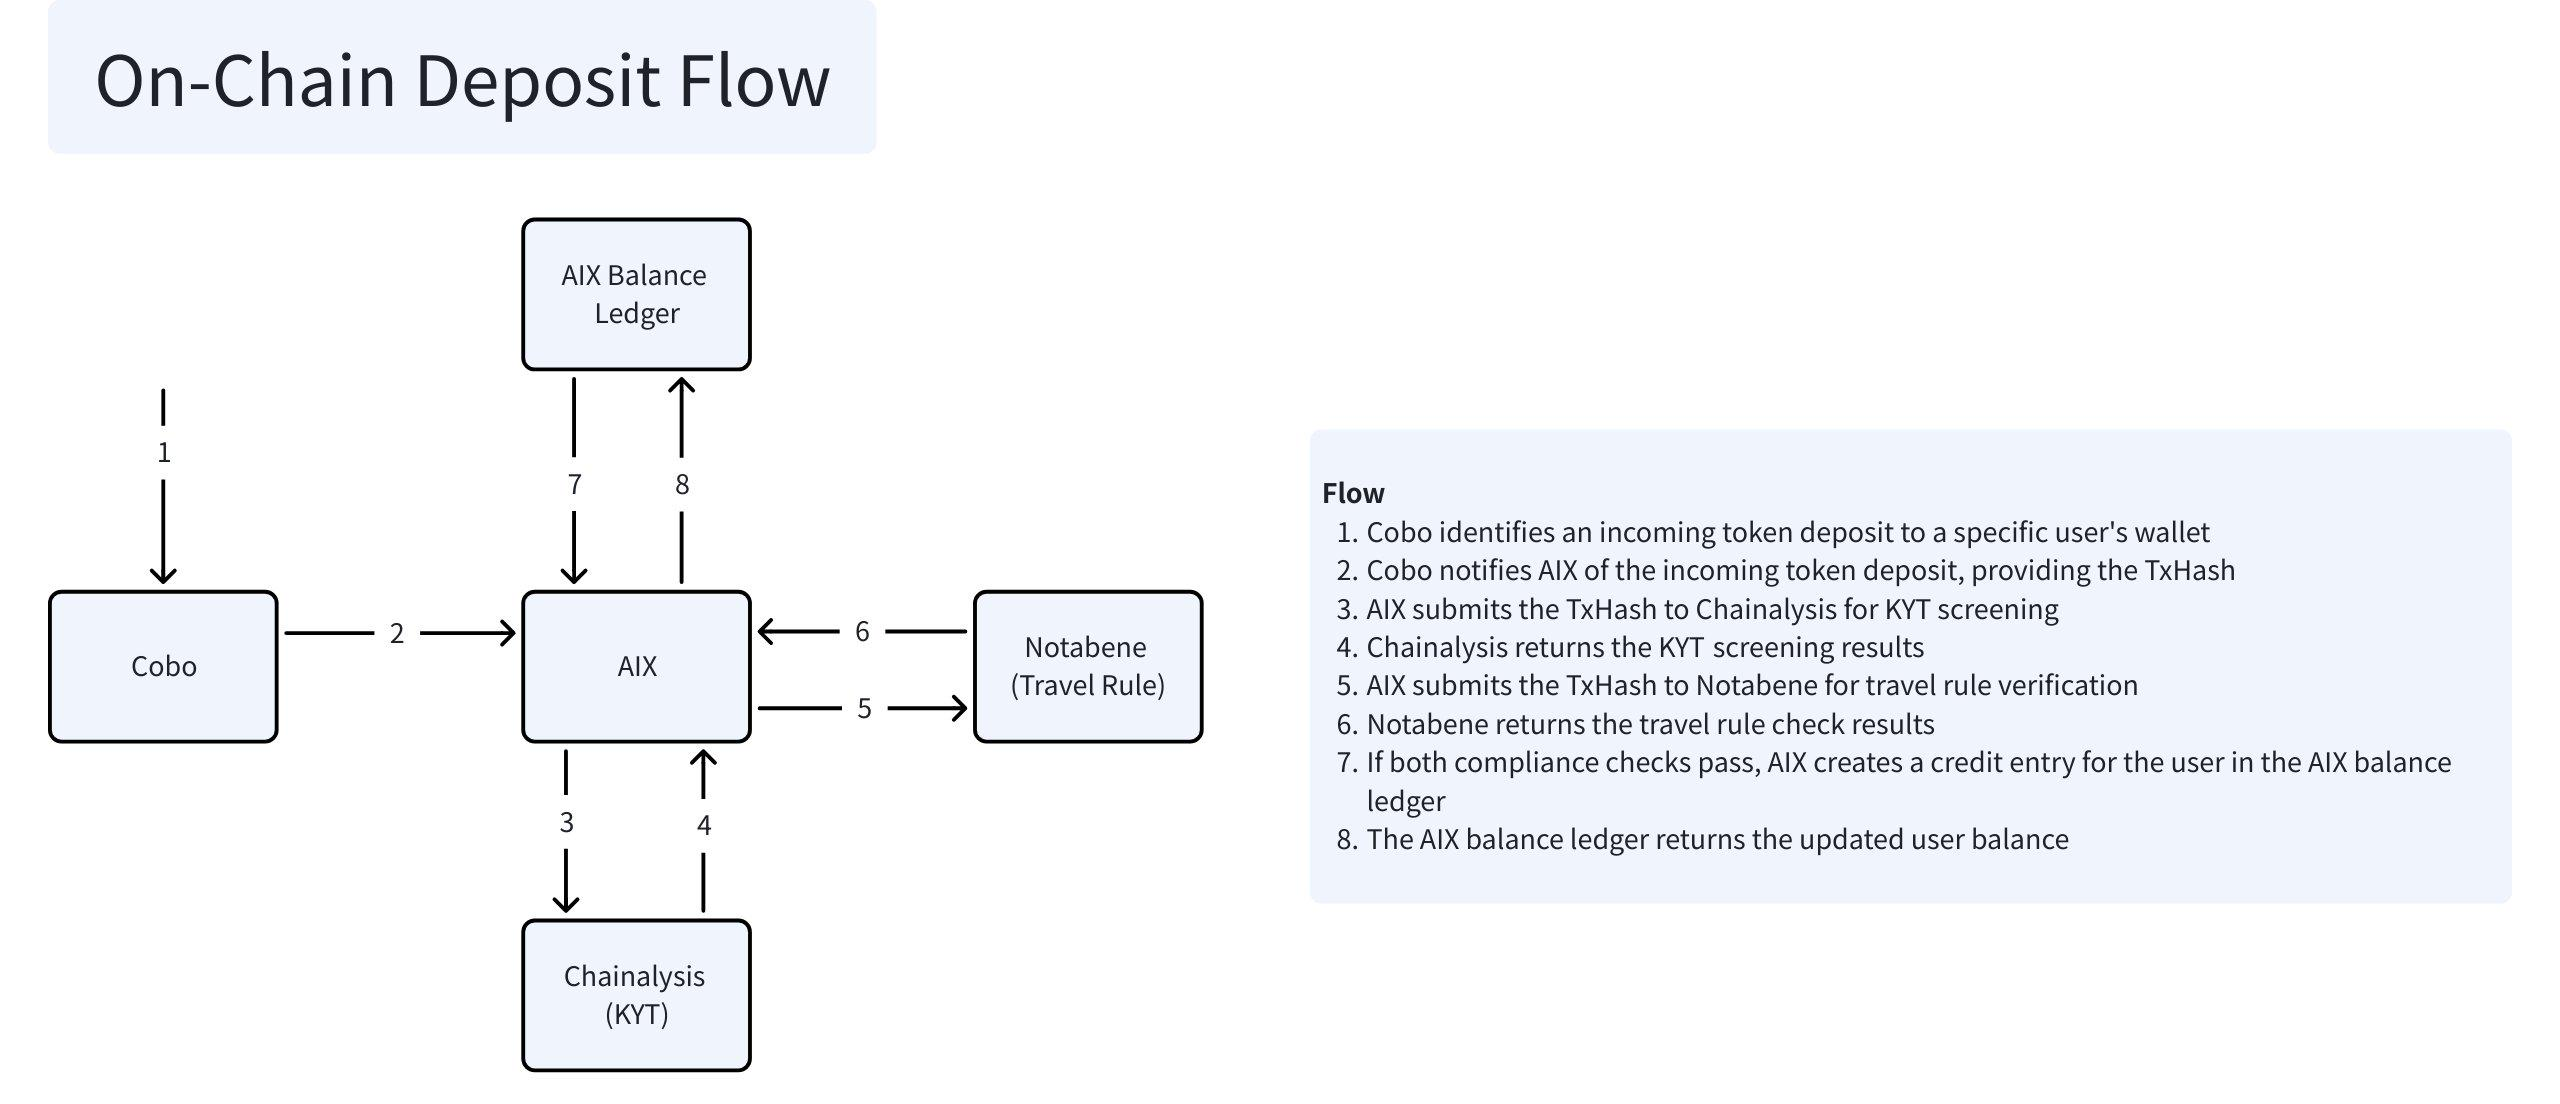 On-Chain Deposit Flow
AIX Balance
Ledger
1
7
8
Cobo
2
AIX
6
5
Notabene
(Travel Rule)
3
4
Chainalysis
(KYT)
Flow
1. Cobo identifies an incoming token deposit to a specific user's wallet
2. Cobo notifies AIX of the incoming token deposit, providing the TxHash
3. AIX submits the TxHash to Chainalysis for KYT screening
4. Chainalysis returns the KYT screening results
5. AIX submits the TxHash to Notabene for travel rule verification
6. Notabene returns the travel rule check results
7. If both compliance checks pass, AIX creates a credit entry for the user in the AIX balance
ledger
8. The AIX balance ledger returns the updated user balance